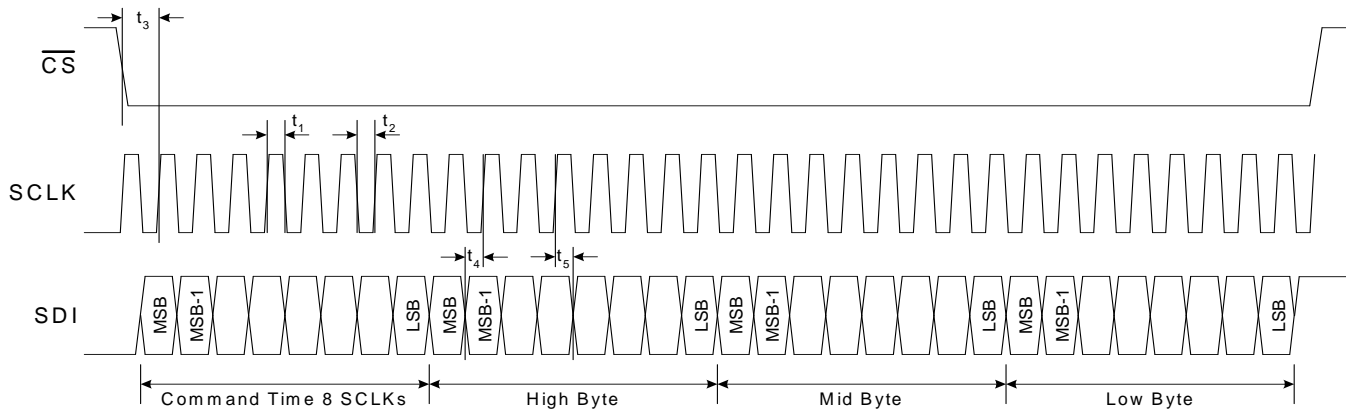 t3
CS
t1
t2
SCLK
t4
t5
SDI
MSB
MSB-1
LSB
MSB
MSB-1
LSB
MSB
MSB-1
LSB
MSB
MSB-1
LSB
Command Time 8 SCLKs
High Byte
Mid Byte
Low Byte